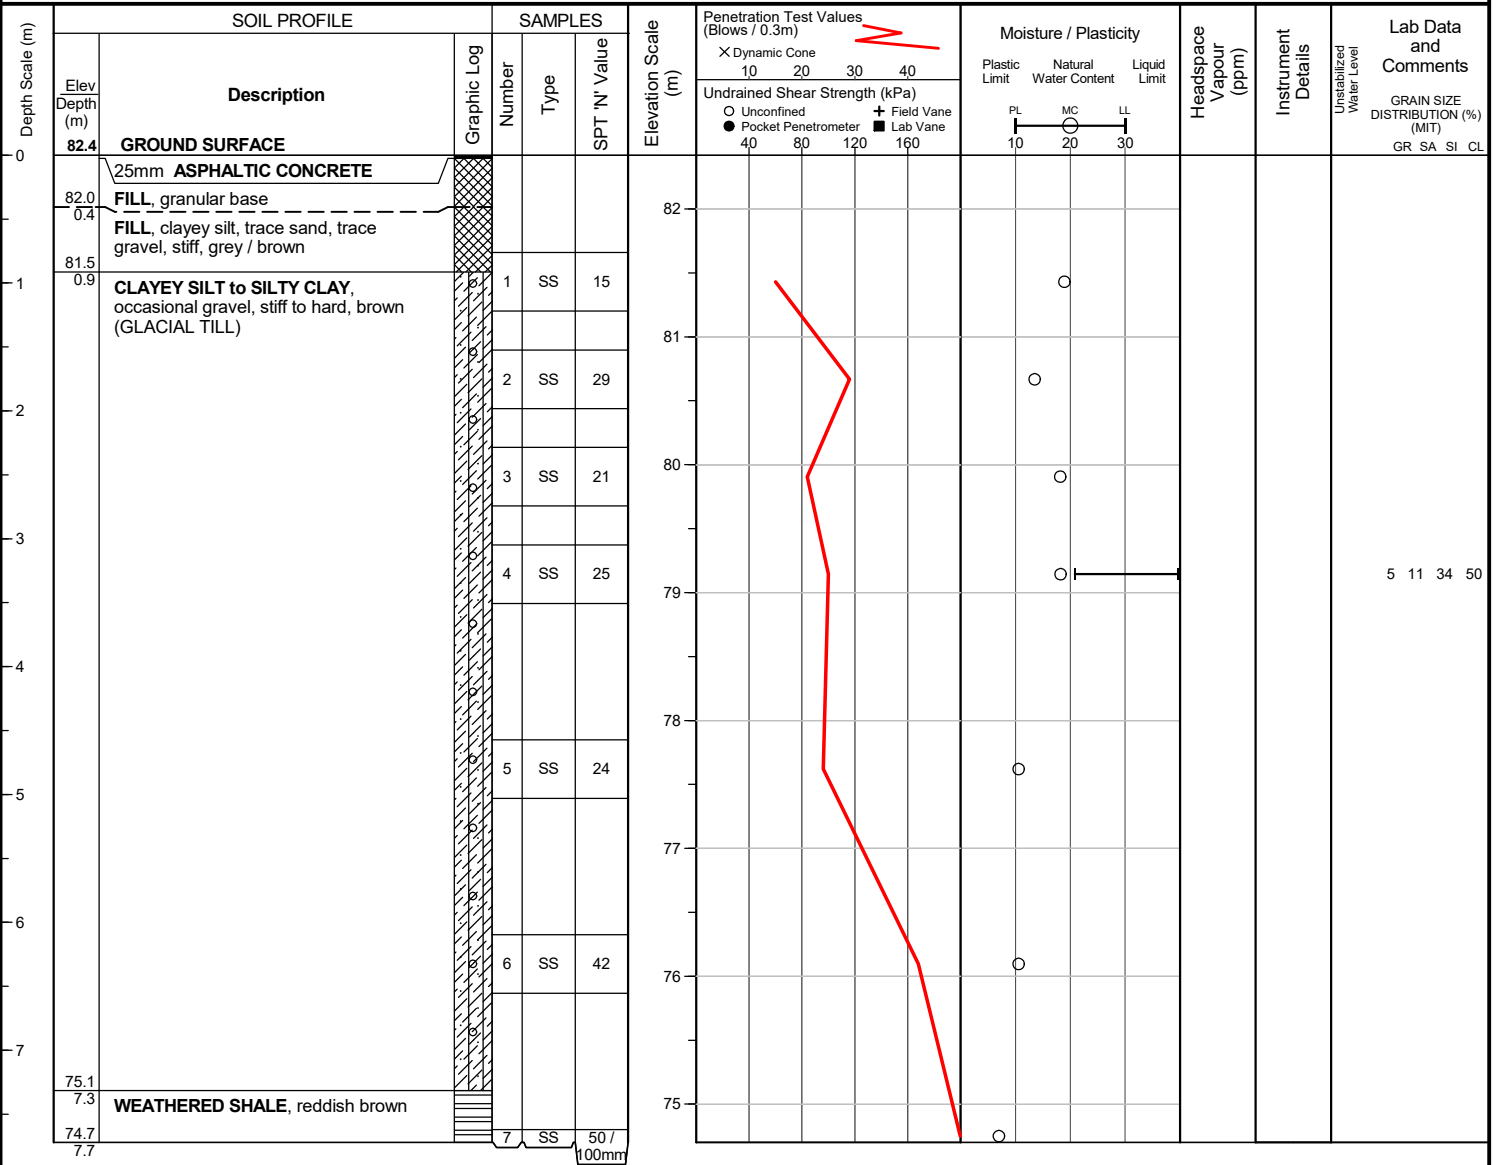 Depth Scale (m)
SOIL PROFILE
Elev
Depth
(m)
Description
Graphic Log
SAMPLES
Number
Type
SPT 'N' Value
Elevation Scale
(m)
Penetration Test Values
(Blows / 0.3m)
× Dynamic Cone
10 20 30 40
Undrained Shear Strength (kPa)
Unconfined
+ Field Vane
Pocket Penetrometer
Lab Vane
40 80 120 160
Moisture / Plasticity
Plastic Limit
Natural Water Content
Liquid Limit
PL MC LL
10 20 30
Headspace
Vapour
(ppm)
Instrument
Details
Unstabilized
Water Level
Lab Data
and
Comments
GRAIN SIZE
DISTRIBUTION (%)
(MIT)
GR SA SI CL
82.4 GROUND SURFACE
0
25mm ASPHALTIC CONCRETE
82.0 FILL, granular base
0.4
FILL, clayey silt, trace sand, trace
gravel, stiff, grey / brown
81.5
0.9
CLAYEY SILT to SILTY CLAY,
occasional gravel, stiff to hard, brown
(GLACIAL TILL)
75.1
7.3
WEATHERED SHALE, reddish brown
74.7
7.7
1
2
3
4
5
6
7
1 SS 15
2 SS 29
3 SS 21
4 SS 25
5 SS 24
6 SS 42
7 SS 50 /
100mm
82
81
80
79
78
77
76
75
5 11 34 50